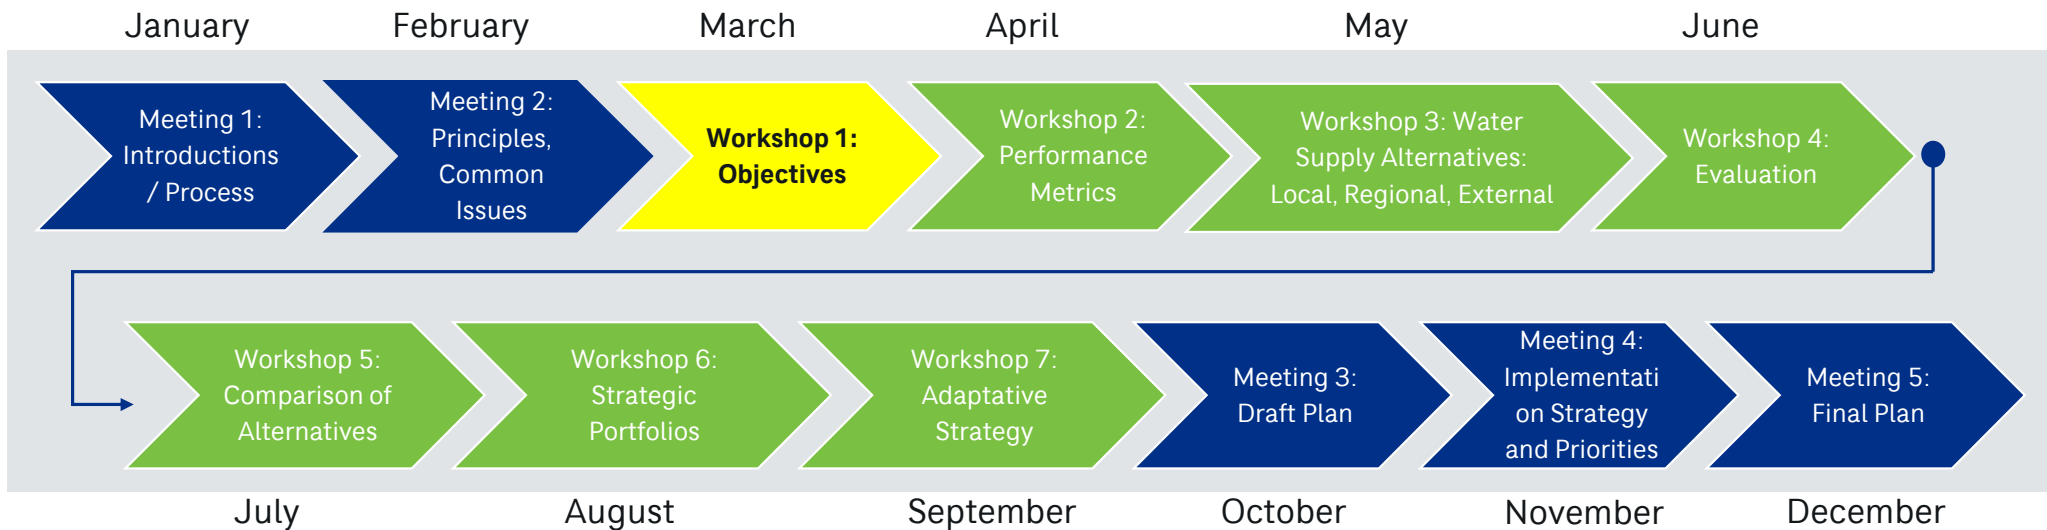 January February March April May June
Meeting 1:
Introductions
/ Process
Meeting 2:
Principles,
Common
Issues
Workshop 1:
Objectives
Workshop 2:
Performance
Metrics
Workshop 3: Water
Supply Alternatives:
Local, Regional, External
Workshop 4:
Evaluation
Workshop 5:
Comparison of
Alternatives
Workshop 6:
Strategic
Portfolios
Workshop 7:
Adaptative
Strategy
Meeting 3:
Draft Plan
Meeting 4:
Implementati
on Strategy
and Priorities
Meeting 5:
Final Plan
July August September October November December